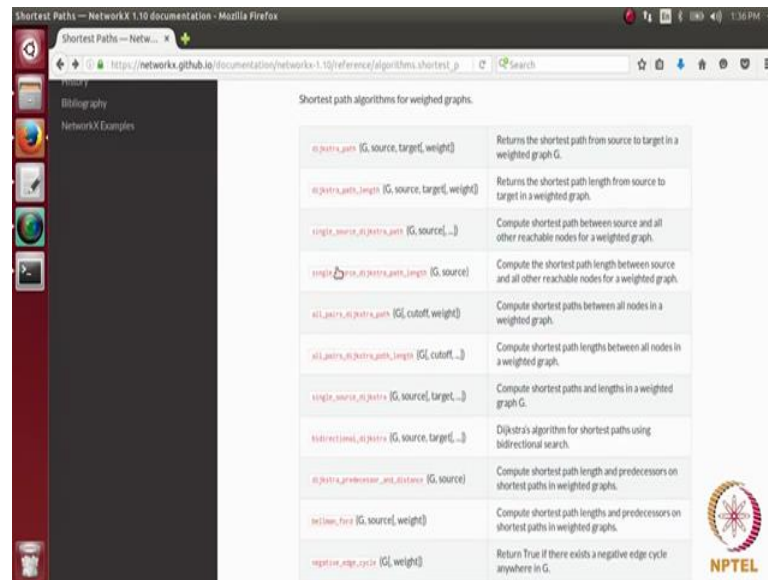 Shortest Paths — NetworkX 1.10 documentation - Mozilla Firefox
En
1:36 PM
Shortest Paths — Netw...
https://networkx.github.io/documentation/networkx-1.10/reference/algorithms.shortest_p
Search
History
Bibliography
NetworkX Examples
Shortest path algorithms for weighed graphs.
dijkstra_path (G, source, target[, weight])
Returns the shortest path from source to target in a
weighted graph G.
dijkstra_path_length (G, source, target[, weight])
Returns the shortest path length from source to
target in a weighted graph.
single_source_dijkstra_path (G, source[, ...])
Compute shortest path between source and all
other reachable nodes for a weighted graph.
single_source_dijkstra_path_length (G, source)
Compute the shortest path length between source
and all other reachable nodes for a weighted graph.
all_pairs_dijkstra_path (G[, cutoff, weight])
Compute shortest paths between all nodes in a
weighted graph.
all_pairs_dijkstra_path_length (G[, cutoff, ...])
Compute shortest path lengths between all nodes in
a weighted graph.
single_source_dijkstra (G, source[, target, ...])
Compute shortest paths and lengths in a weighted
graph G.
bidirectional_dijkstra (G, source, target[, ...])
Dijkstra's algorithm for shortest paths using
bidirectional search.
dijkstra_predecessor_and_distance (G, source)
Compute shortest path length and predecessors on
shortest paths in weighted graphs.
bellman_ford (G, source[, weight])
Compute shortest path lengths and predecessors on
shortest paths in weighted graphs.
negative_edge_cycle (G[, weight])
Return True if there exists a negative edge cycle
anywhere in G.
NPTEL